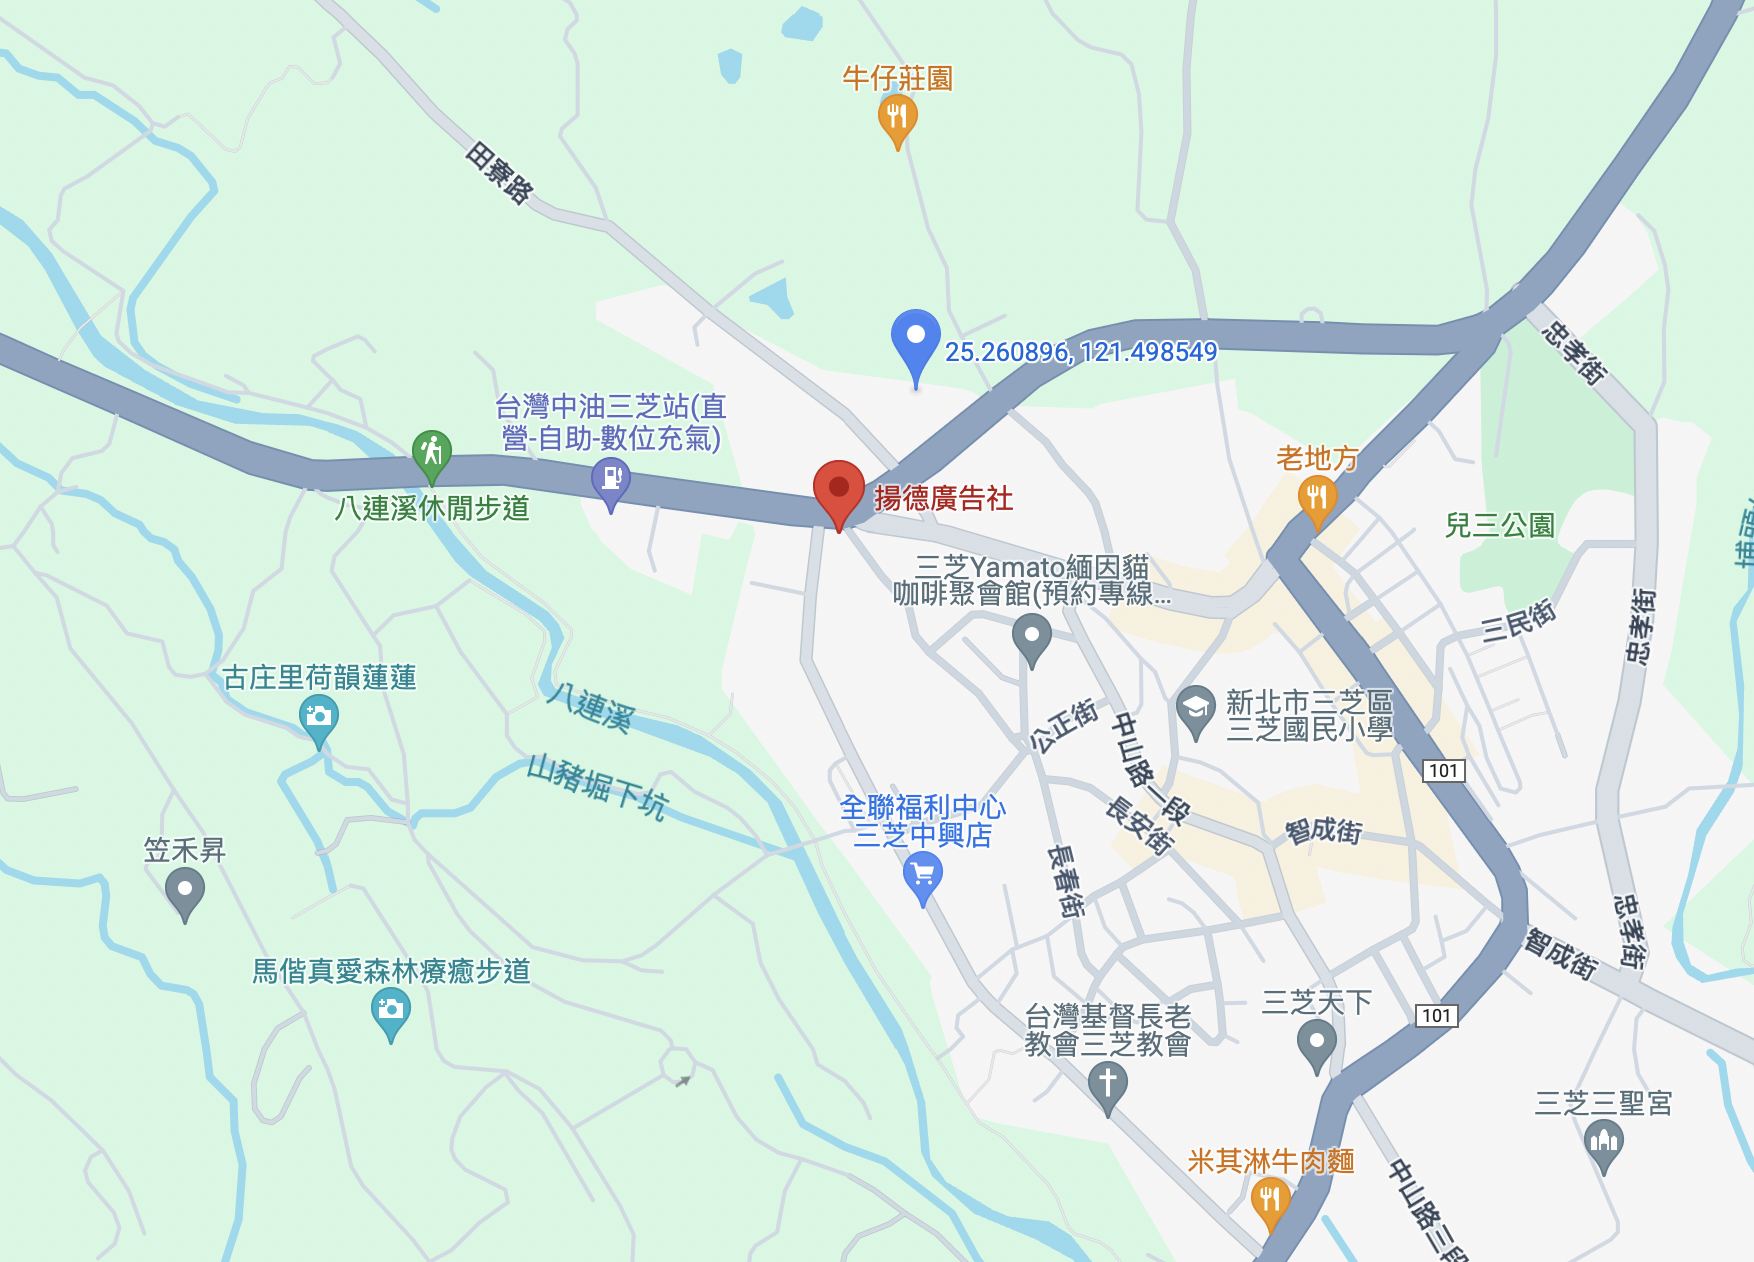 牛仔莊園
田寮路
25.260896, 121.498549
忠孝街
台灣中油三芝站(直
營-自助-數位充氣)
老地方
八連溪休閒步道
揚德廣告社
兒三公園
三芝Yamato緬因貓
咖啡聚會館(預約專線...
三民街
忠孝街
古庄里荷韻蓮蓮
八連溪
公正街
新北市三芝區
三芝國民小學
中山路一段
山豬堀下坑
101
全聯福利中心
三芝中興店
長安街
智成街
笠禾昇
長春街
忠孝街
智成街
馬偕真愛森林療癒步道
三芝天下
101
台灣基督長老
教會三芝教會
三芝三聖宮
米其淋牛肉麵
中山路三段